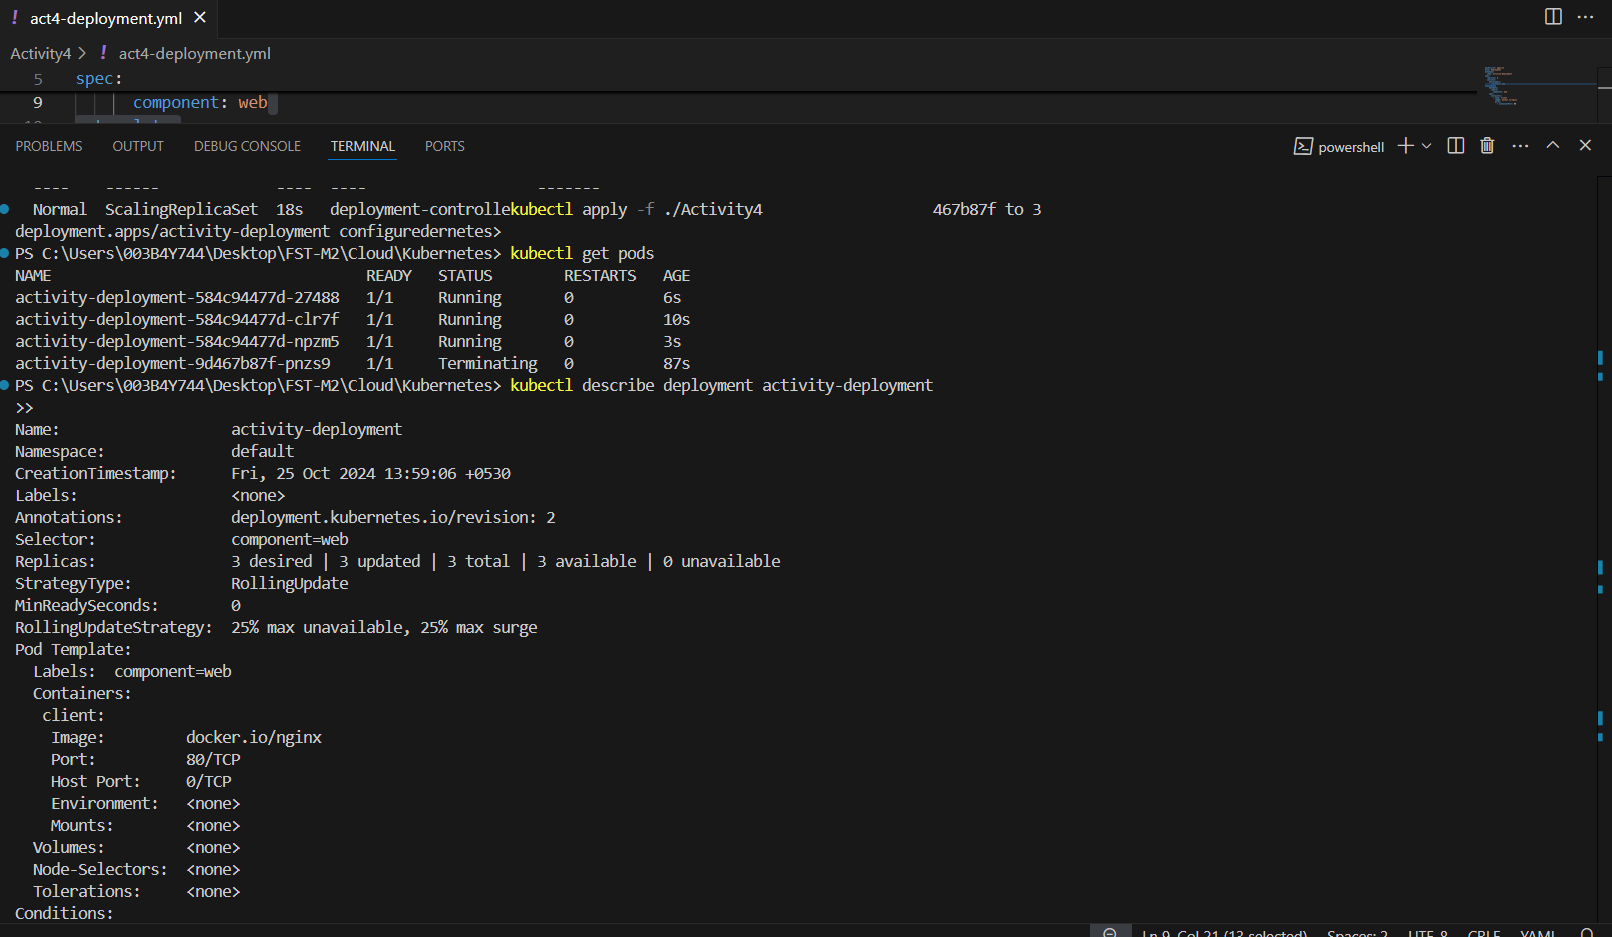 ! act4-deployment.yml ×
Activity4 > ! act4-deployment.yml
5 spec:
9 component: web
PROBLEMS OUTPUT DEBUG CONSOLE TERMINAL PORTS powershell
---- ------ ---- ---- -------
Normal ScalingReplicaSet 18s deployment-controllekubectl apply -f ./Activity4 467b87f to 3
deployment.apps/activity-deployment configuredernetes>
PS C:\Users\003B4Y744\Desktop\FST-M2\Cloud\Kubernetes> kubectl get pods
NAME READY STATUS RESTARTS AGE
activity-deployment-584c94477d-27488 1/1 Running 0 6s
activity-deployment-584c94477d-clr7f 1/1 Running 0 10s
activity-deployment-584c94477d-npzm5 1/1 Running 0 3s
activity-deployment-9d467b87f-pnzs9 1/1 Terminating 0 87s
PS C:\Users\003B4Y744\Desktop\FST-M2\Cloud\Kubernetes> kubectl describe deployment activity-deployment
>>
Name: activity-deployment
Namespace: default
CreationTimestamp: Fri, 25 Oct 2024 13:59:06 +0530
Labels: <none>
Annotations: deployment.kubernetes.io/revision: 2
Selector: component=web
Replicas: 3 desired | 3 updated | 3 total | 3 available | 0 unavailable
StrategyType: RollingUpdate
MinReadySeconds: 0
RollingUpdateStrategy: 25% max unavailable, 25% max surge
Pod Template:
Labels: component=web
Containers:
client:
Image: docker.io/nginx
Port: 80/TCP
Host Port: 0/TCP
Environment: <none>
Mounts: <none>
Volumes: <none>
Node-Selectors: <none>
Tolerations: <none>
Conditions:
Ln 9, Col 21 (13 selected) Spaces: 2 UTF-8 CRLF YAML